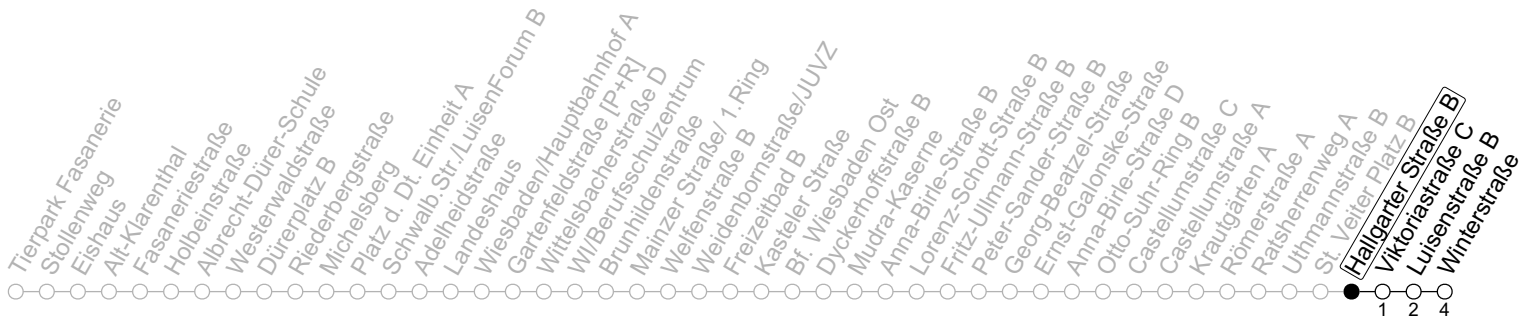 Tierpark Fasanerie
Stollenweg
Eishaus
Alt-Klarenthal
Fasaneriestraße
Holbeinstraße
Albrecht-Dürer-Schule
Westerwaldstraße
Dürerplatz B
Riederbergstraße
Michelsberg
Platz d. Dt. Einheit A
Schwalb.Str./LuisenForum B
Adelheidstraße
Landeshaus
Wiesbaden/Hauptbahnhof A
Gartenfeldstraße [P+R]
Wittelsbacherstraße D
WI/Berufsschulzentrum
Brunhildenstraße
Mainzer Straße/ 1.Ring
Welfenstraße B
Weidenbornstraße/JUVZ
Freizeitbad B
Kasteler Straße
Bf. Wiesbaden Ost
Dyckerhoffstraße B
Mudra-Kaserne
Anna-Birle-Straße B
Lorenz-Schott-Straße B
Fritz-Ullmann-Straße B
Peter-Sander-Straße B
Georg-Beatzel-Straße
Ernst-Galonske-Straße
Anna-Birle-Straße D
Otto-Suhr-Ring B
Castellumstraße C
Castellumstraße A
Krautgärten A
Römerstraße A
Ratsherrenweg A
Uthmannstraße B
St. Veiter Platz B
Hallgarter Straße B
Viktoriastraße C
Luisenstraße B
Winterstraße
1 2 4